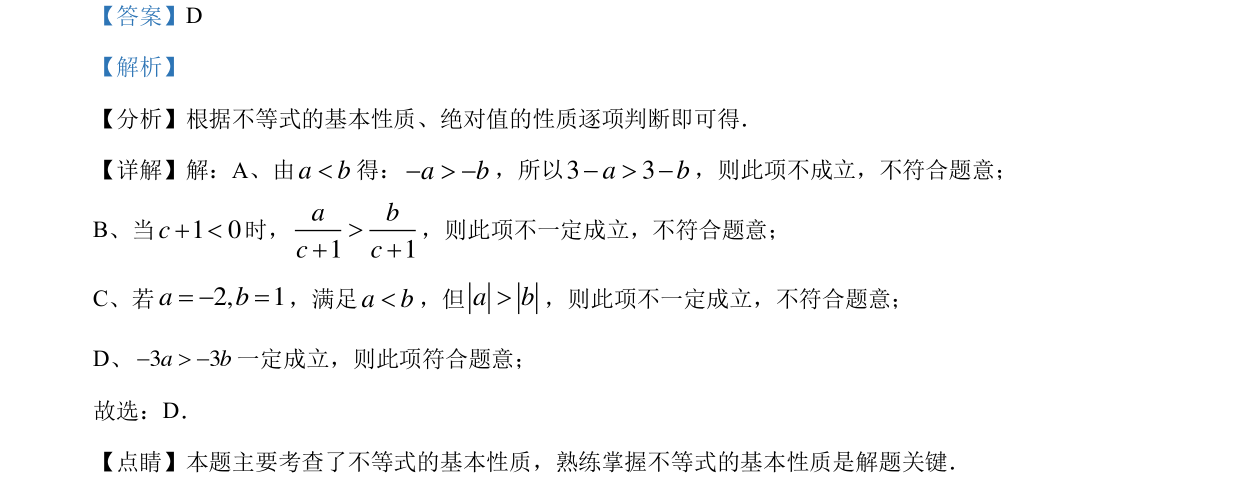 【答案】D
【解析】
【分析】根据不等式的基本性质、绝对值的性质逐项判断即可得．
【详解】解：A、由 a < b 得：−a > −b，所以 3 − a > 3 − b，则此项不成立，不符合题意；
B、当 c + 1 < 0 时，a/(c+1) > b/(c+1)，则此项不一定成立，不符合题意；
C、若 a = −2, b = 1，满足 a < b，但 |a| > |b|，则此项不一定成立，不符合题意；
D、−3a > −3b 一定成立，则此项符合题意；
故选：D．
【点睛】本题主要考查了不等式的基本性质，熟练掌握不等式的基本性质是解题关键．